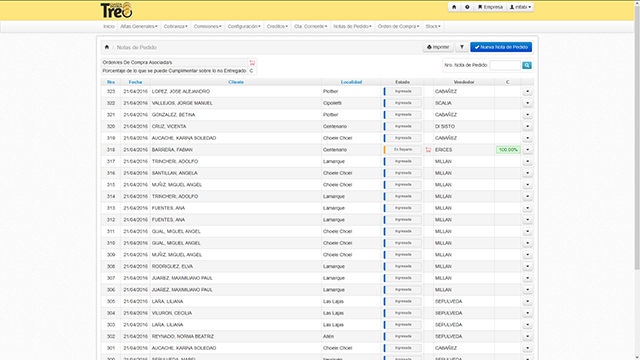 Treo
Empresa infabi
Inicio Altas Generales Cobranza Comisiones Configuración Creditos Cta. Corriente Notas de Pedido Orden de Compra Stock
Notas de Pedido Imprimir Nueva Nota de Pedido
Orden/es De Compra Asociada/s
Porcentaje de lo que se puede Cumplimentar sobre lo no Entregado C
Nro. Nota de Pedido
Nro Fecha Cliente Localidad Estado Vendedor C
323 21/04/2016 LOPEZ, JOSE ALEJANDRO Plottier Ingresada CABAÑEZ
322 21/04/2016 VALLEJOS, JORGE MANUEL Cipolletti Ingresada SCALIA
321 21/04/2016 GONZALEZ, BETINA Plottier Ingresada CABAÑEZ
320 21/04/2016 CRUZ, VICENTA Centenario Ingresada DI SISTO
319 21/04/2016 AUCACHE, KARINA SOLEDAD Choele Choel Ingresada CABAÑEZ
318 21/04/2016 BARRERA, FABIAN Centenario En Reparto ERICES 100.00%
317 21/04/2016 TRINCHERI, ADOLFO Lamarque Ingresada MILLAN
316 21/04/2016 SANTILLAN, ANGELA Choele Choel Ingresada MILLAN
315 21/04/2016 MUÑIZ, MIGUEL ANGEL Choele Choel Ingresada MILLAN
314 21/04/2016 TRINCHERI, ADOLFO Lamarque Ingresada MILLAN
313 21/04/2016 FUENTES, ANA Lamarque Ingresada MILLAN
312 21/04/2016 FUENTES, ANA Lamarque Ingresada MILLAN
311 21/04/2016 GUAL, MIGUEL ANGEL Choele Choel Ingresada MILLAN
310 21/04/2016 GUAL, MIGUEL ANGEL Choele Choel Ingresada MILLAN
309 21/04/2016 MUÑIZ, MIGUEL ANGEL Choele Choel Ingresada MILLAN
308 21/04/2016 RODRIGUEZ, ELVA Lamarque Ingresada MILLAN
307 21/04/2016 JUAREZ, MAXIMILIANO PAUL Lamarque Ingresada MILLAN
306 21/04/2016 JUAREZ, MAXIMILIANO PAUL Lamarque Ingresada MILLAN
305 21/04/2016 LARA, LILIANA Las Lajas Ingresada SEPULVEDA
304 21/04/2016 VILURON, CECILIA Las Lajas Ingresada SEPULVEDA
303 21/04/2016 LARA, LILIANA Las Lajas Ingresada SEPULVEDA
302 21/04/2016 REYNADO, NORMA BEATRIZ Ingresada SEPULVEDA
301 21/04/2016 AUCACHE, KARINA SOLEDAD Choele Choel Ingresada CABAÑEZ
300 21/04/2016 Ingresada SEPULVEDA